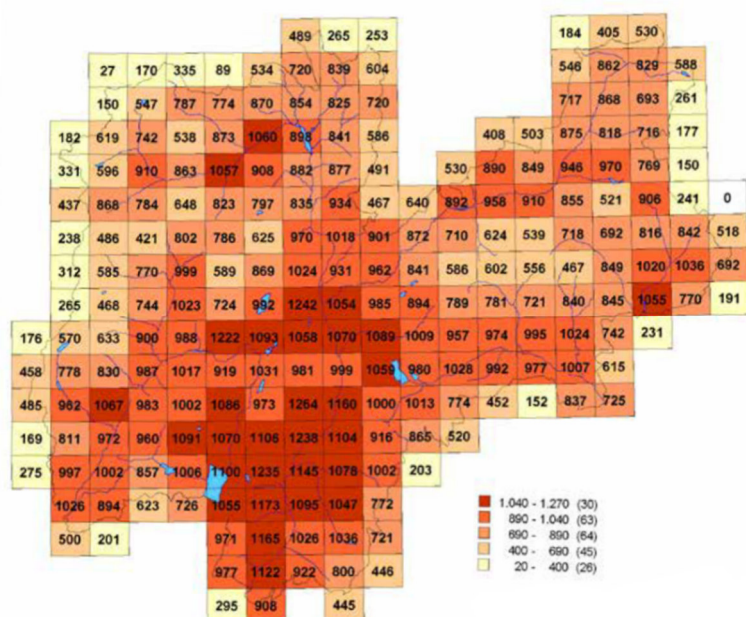 489 265 253 184 405 530
27 170 335 89 534 720 839 604 546 862 829 588
150 547 787 774 870 854 825 720 717 868 693 261
182 619 742 538 873 1060 898 841 586 408 503 875 818 716 177
331 596 910 863 1057 908 882 877 491 530 890 849 946 970 769 150
437 868 784 648 823 797 835 934 467 640 892 958 910 855 521 906 241 0
238 486 421 802 786 625 970 1018 901 872 710 624 539 718 692 816 842 518
312 585 770 999 589 869 1024 931 962 841 586 602 556 467 849 1020 1036 692
265 468 744 1023 724 992 1242 1054 985 894 789 781 721 840 845 1055 770 191
176 570 633 900 988 1222 1093 1058 1070 1089 1009 957 974 995 1024 742 231
458 778 830 987 1017 919 1031 981 999 1059 980 1028 992 977 1007 615
485 962 1067 983 1002 1086 973 1264 1160 1000 1013 774 452 152 837 725
169 811 972 960 1091 1070 1106 1238 1104 916 865 520
275 997 1002 857 1006 1100 1235 1145 1078 1002 203
1026 894 623 726 1055 1173 1095 1047 772
500 201 971 1165 1026 1036 721
977 1122 922 800 446
295 908 445
1.040 - 1.270 (30)
890 - 1.040 (63)
690 - 890 (64)
400 - 690 (45)
20 - 400 (26)